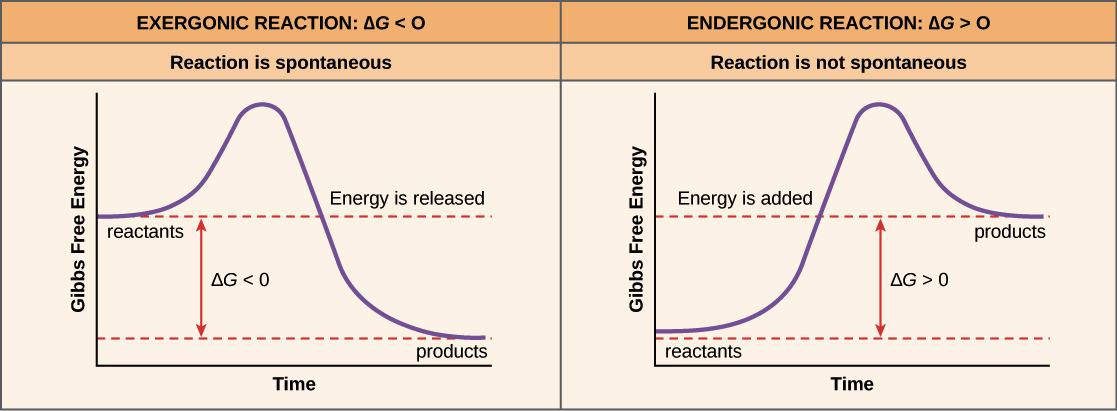 EXERGONIC REACTION: ΔG < O
Reaction is spontaneous
Gibbs Free Energy
Energy is released
reactants
ΔG < 0
products
Time
ENDERGONIC REACTION: ΔG > O
Reaction is not spontaneous
Gibbs Free Energy
Energy is added
products
ΔG > 0
reactants
Time